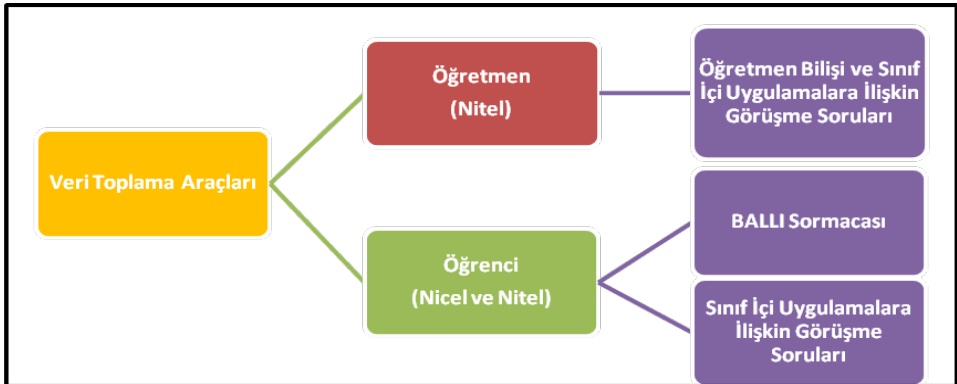 Veri Toplama Araçları
Öğretmen
(Nitel)
Öğretmen Bilişi ve Sınıf
İçi Uygulamalara İlişkin
Görüşme Soruları
Öğrenci
(Nicel ve Nitel)
BALLI Sormacası
Sınıf İçi Uygulamalara
İlişkin Görüşme
Soruları